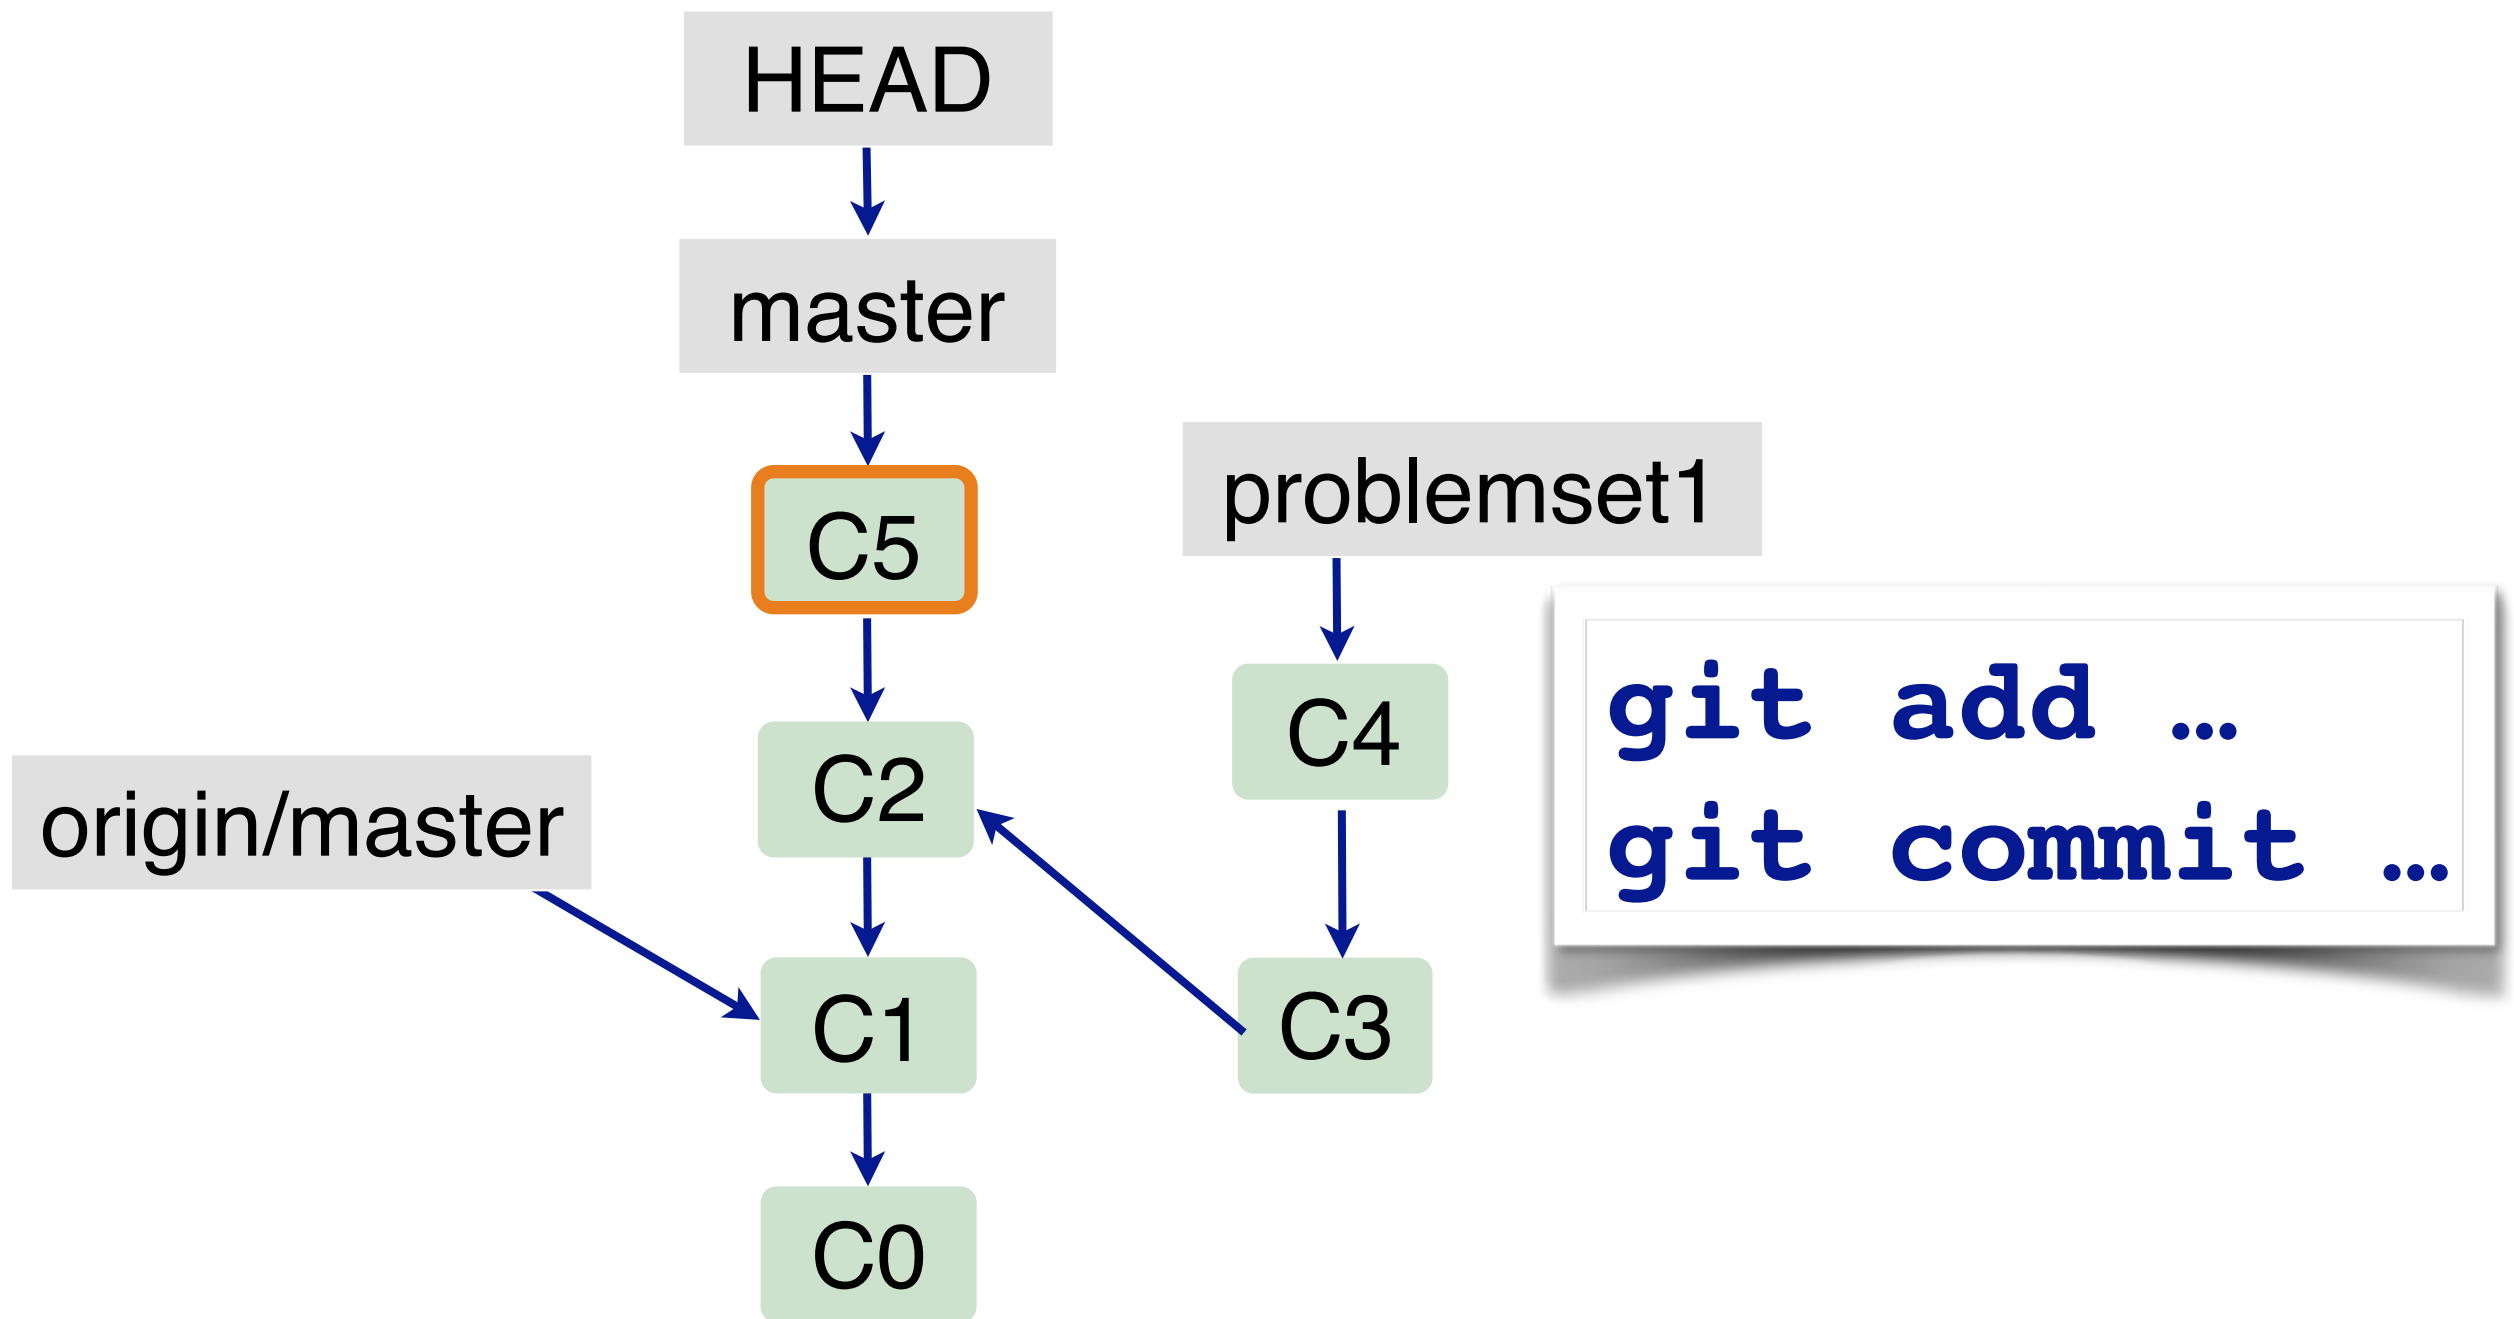 HEAD
master
problemset1
C5
C4
git add …
C2
origin/master
git commit …
C1
C3
C0